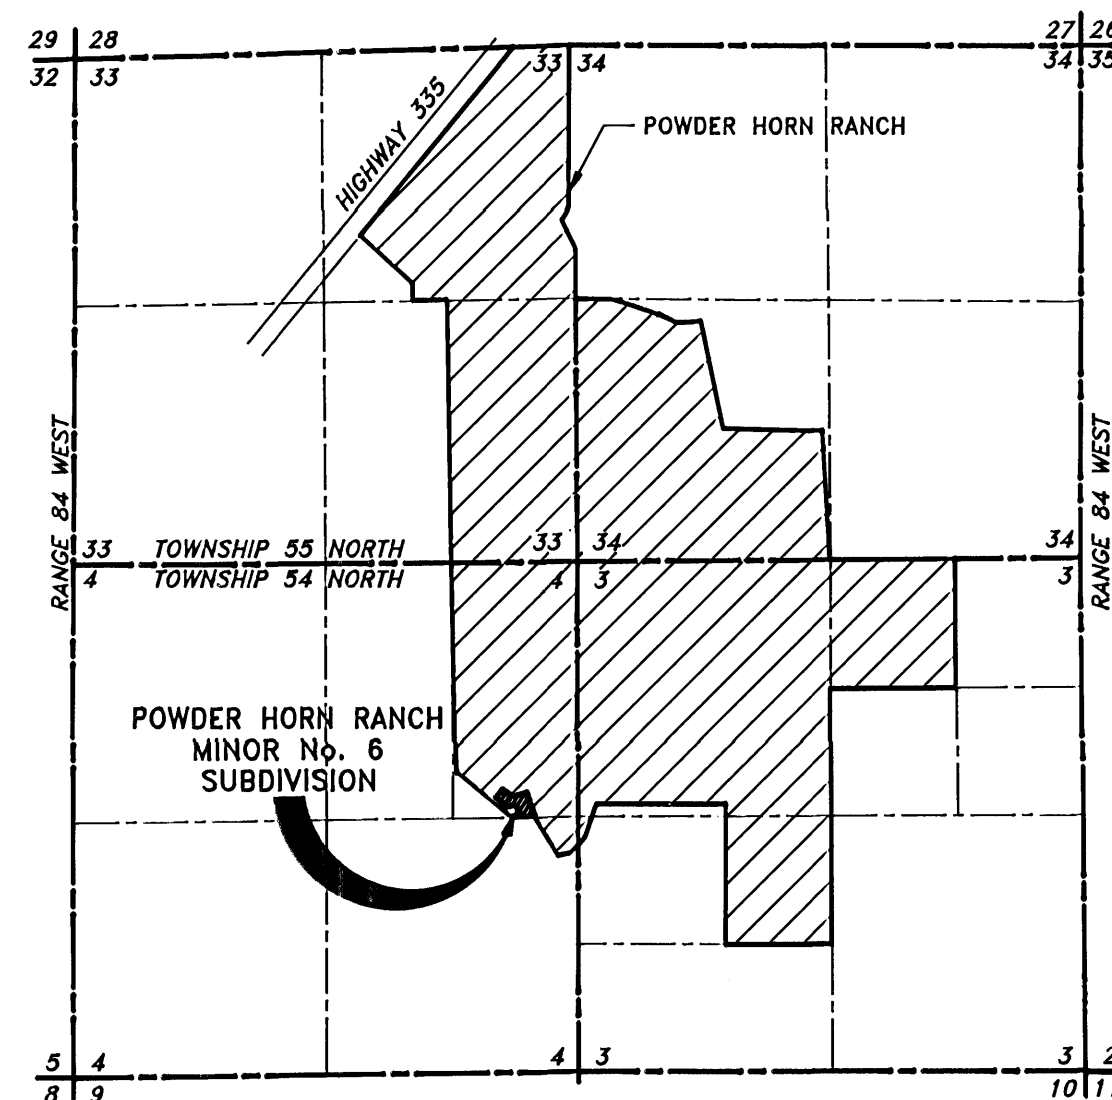 29 28
27 26
32 33
33 34
34 35
HIGHWAY 335
POWDER HORN RANCH
RANGE 84 WEST
RANGE 84 WEST
33 TOWNSHIP 55 NORTH 33 34 34
4 TOWNSHIP 54 NORTH 4 3 3
POWDER HORN RANCH
MINOR No. 6
SUBDIVISION
5 4 4 3 3 2
8 9 10